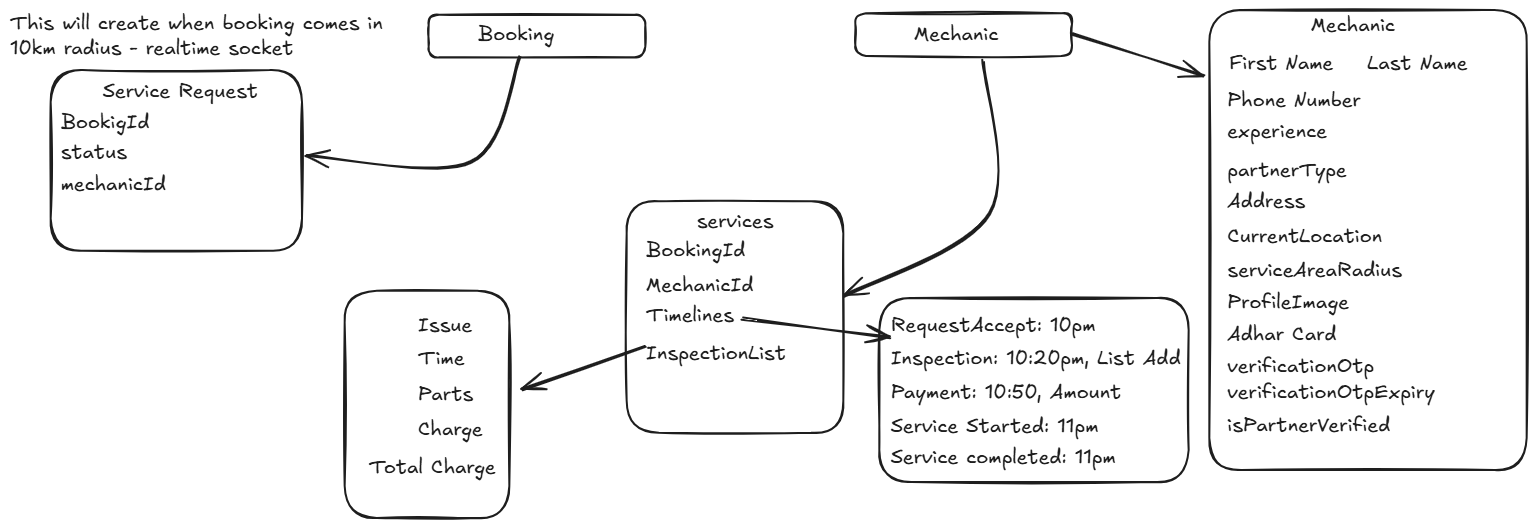 This will create when booking comes in
10km radius - realtime socket
Booking
Mechanic
Service Request
BookigId
status
mechanicId
services
BookingId
MechanicId
Timelines
InspectionList
Issue
Time
Parts
Charge
Total Charge
RequestAccept: 10pm
Inspection: 10:20pm, List Add
Payment: 10:50, Amount
Service Started: 11pm
Service completed: 11pm
Mechanic
First Name Last Name
Phone Number
experience
partnerType
Address
CurrentLocation
serviceAreaRadius
ProfileImage
Adhar Card
verificationOtp
verificationOtpExpiry
isPartnerVerified